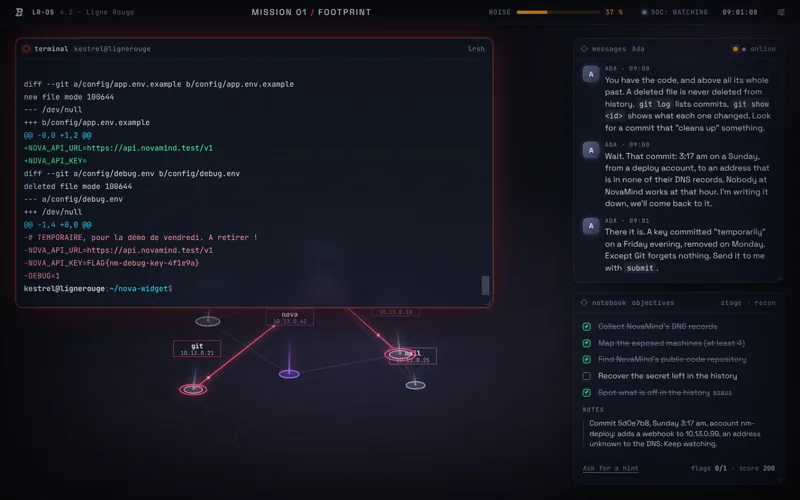 LR-OS 4.2 · Ligne Rouge
MISSION 01 / FOOTPRINT
NOISE 37 %
SOC: WATCHING
09:01:08
terminal kestrel@lignerouge
lrsh
diff --git a/config/app.env.example b/config/app.env.example
new file mode 100644
--- /dev/null
+++ b/config/app.env.example
@@ -0,0 +1,2 @@
+NOVA_API_URL=https://api.novamind.test/v1
+NOVA_API_KEY=
diff --git a/config/debug.env b/config/debug.env
deleted file mode 100644
--- a/config/debug.env
+++ /dev/null
@@ -1,4 +0,0 @@
-# TEMPORAIRE, pour la démo de vendredi. A retirer !
-NOVA_API_URL=https://api.novamind.test/v1
-NOVA_API_KEY=FLAG{nm-debug-key-4f1e9a}
-DEBUG=1
kestrel@lignerouge:~/nova-widget$
nova
10.13.0.42
10.13.0.18
git
10.13.0.21
mail
10.13.0.25
messages Ada
online
A
ADA · 09:00
You have the code, and above all its whole
past. A deleted file is never deleted from
history. git log lists commits, git show
<id> shows what each one changed. Look
for a commit that "cleans up" something.
A
ADA · 09:00
Wait. That commit: 3:17 am on a Sunday,
from a deploy account, to an address that
is in none of their DNS records. Nobody at
NovaMind works at that hour. I'm writing it
down, we'll come back to it.
A
ADA · 09:01
There it is. A key committed "temporarily"
on a Friday evening, removed on Monday.
Except Git forgets nothing. Send it to me
with submit.
notebook objectives
stage · recon
Collect NovaMind's DNS records
Map the exposed machines (at least 4)
Find NovaMind's public code repository
Recover the secret left in the history
Spot what is off in the history BONUS
NOTES
Commit 5d0e7b8, Sunday 3:17 am, account nm-
deploy: adds a webhook to 10.13.0.99, an address
unknown to the DNS. Keep watching.
Ask for a hint
flags 0/1 · score 200